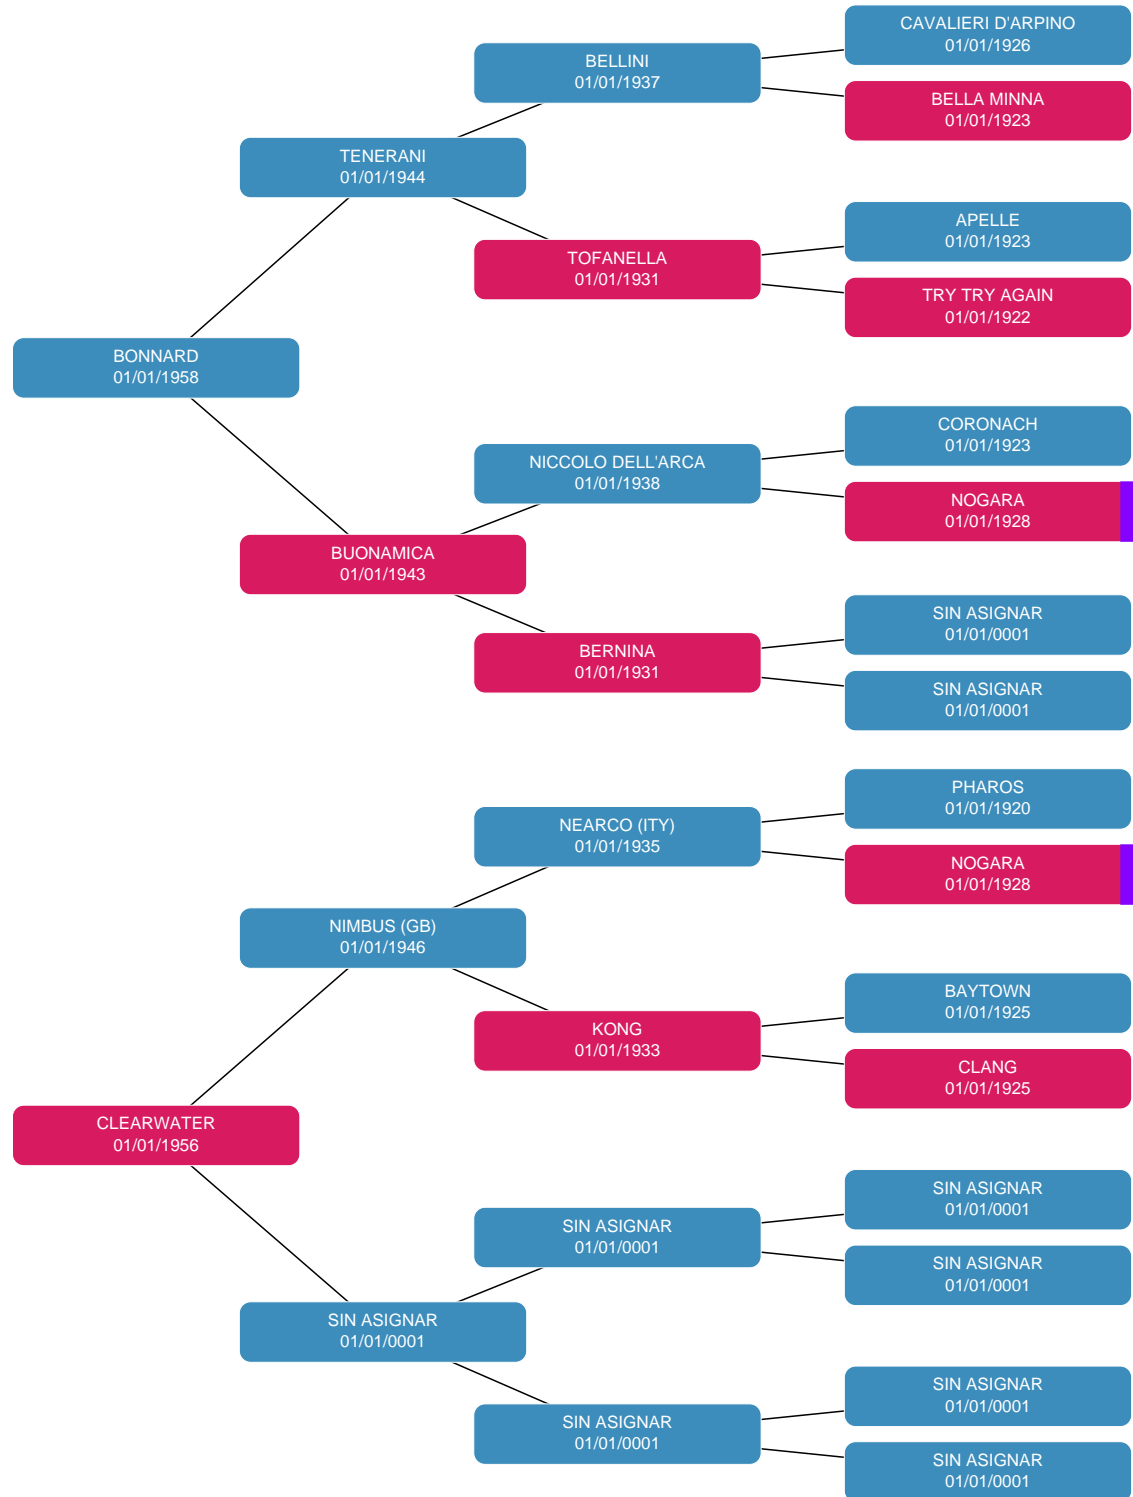 CAVALIERI D'ARPINO
01/01/1926
BELLINI
01/01/1937
BELLA MINNA
01/01/1923
TENERANI
01/01/1944
APELLE
01/01/1923
TOFANELLA
01/01/1931
TRY TRY AGAIN
01/01/1922
BONNARD
01/01/1958
CORONACH
01/01/1923
NICCOLO DELL'ARCA
01/01/1938
NOGARA
01/01/1928
BUONAMICA
01/01/1943
SIN ASIGNAR
01/01/0001
BERNINA
01/01/1931
SIN ASIGNAR
01/01/0001
PHAROS
01/01/1920
NEARCO (ITY)
01/01/1935
NOGARA
01/01/1928
NIMBUS (GB)
01/01/1946
BAYTOWN
01/01/1925
KONG
01/01/1933
CLANG
01/01/1925
CLEARWATER
01/01/1956
SIN ASIGNAR
01/01/0001
SIN ASIGNAR
01/01/0001
SIN ASIGNAR
01/01/0001
SIN ASIGNAR
01/01/0001
SIN ASIGNAR
01/01/0001
SIN ASIGNAR
01/01/0001
SIN ASIGNAR
01/01/0001